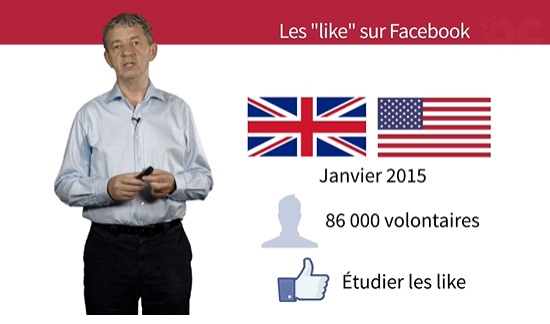 Les "like" sur Facebook
Janvier 2015
86 000 volontaires
Étudier les like